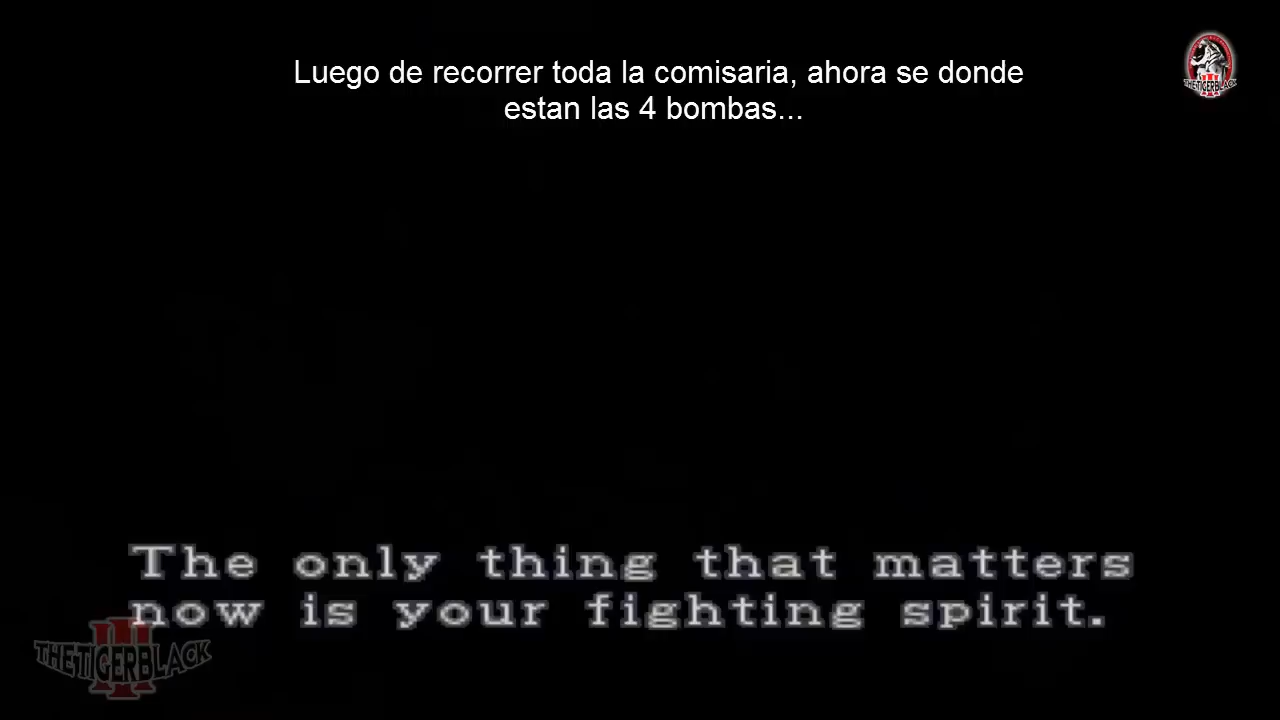 Luego de recorrer toda la comisaria, ahora se donde
estan las 4 bombas...
THETIGERBLACK
The only thing that matters
now is your fighting spirit.
THETIGERBLACK